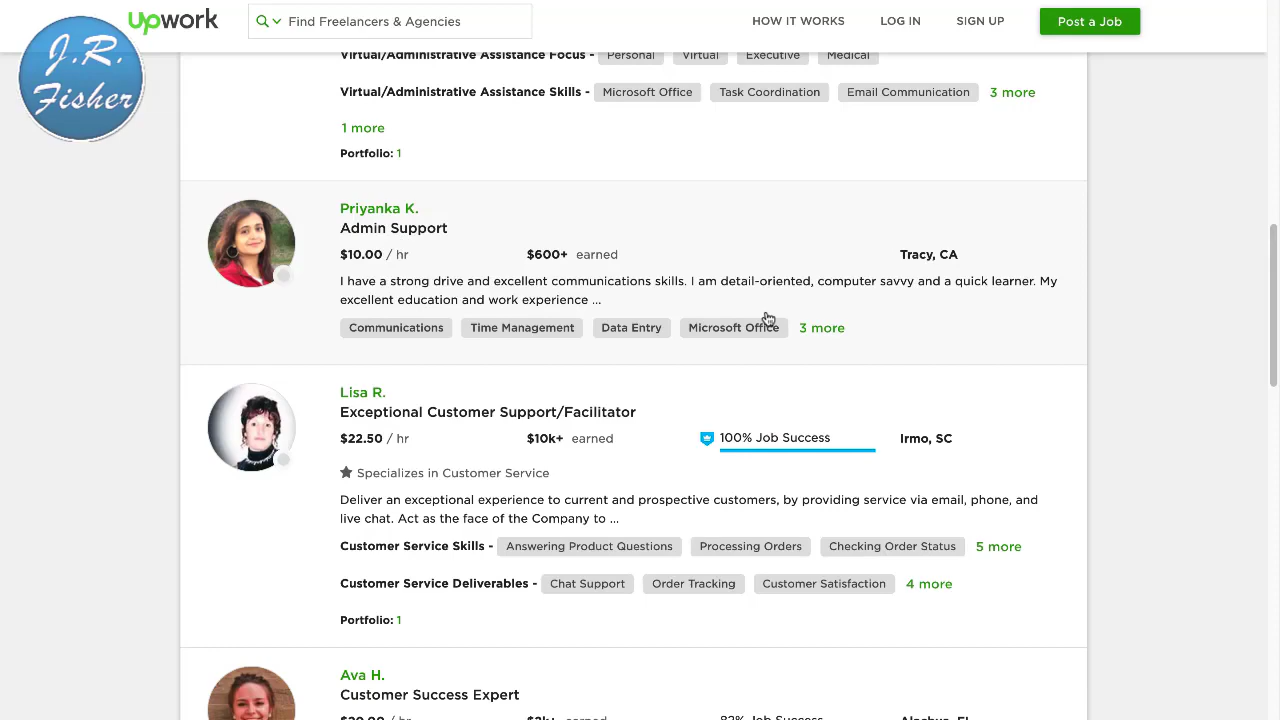 upwork Find Freelancers & Agencies HOW IT WORKS LOG IN SIGN UP Post a Job
J.R.
Fisher
Virtual/Administrative Assistance Focus - Personal Virtual Executive Medical
Virtual/Administrative Assistance Skills - Microsoft Office Task Coordination Email Communication 3 more
1 more
Portfolio: 1
Priyanka K.
Admin Support
$10.00 / hr $600+ earned Tracy, CA
I have a strong drive and excellent communications skills. I am detail-oriented, computer savvy and a quick learner. My
excellent education and work experience ...
Communications Time Management Data Entry Microsoft Office 3 more
Lisa R.
Exceptional Customer Support/Facilitator
$22.50 / hr $10k+ earned 100% Job Success Irmo, SC
Specializes in Customer Service
Deliver an exceptional experience to current and prospective customers, by providing service via email, phone, and
live chat. Act as the face of the Company to ...
Customer Service Skills - Answering Product Questions Processing Orders Checking Order Status 5 more
Customer Service Deliverables - Chat Support Order Tracking Customer Satisfaction 4 more
Portfolio: 1
Ava H.
Customer Success Expert
/ hr earned 82% Job Success Alachua, FL